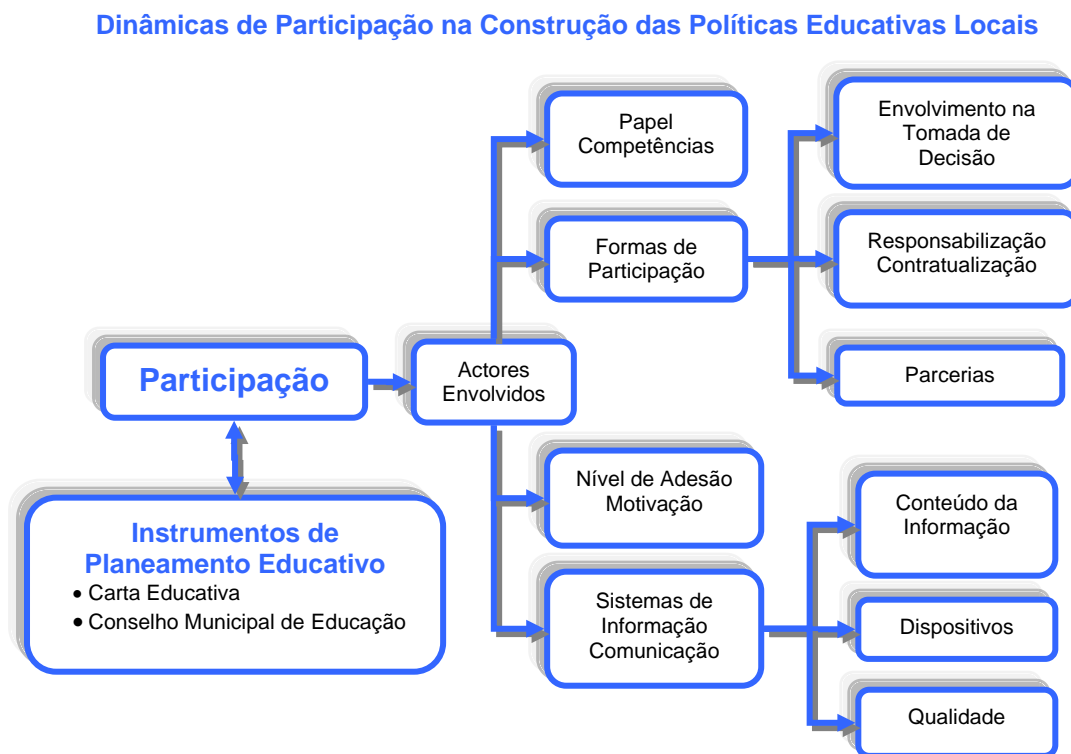 Dinâmicas de Participação na Construção das Políticas Educativas Locais
Papel
Competências
Envolvimento na
Tomada de
Decisão
Formas de
Participação
Responsabilização
Contratualização
Participação
Actores
Envolvidos
Parcerias
Nível de Adesão
Motivação
Instrumentos de
Planeamento Educativo
• Carta Educativa
• Conselho Municipal de Educação
Sistemas de
Informação
Comunicação
Conteúdo da
Informação
Dispositivos
Qualidade